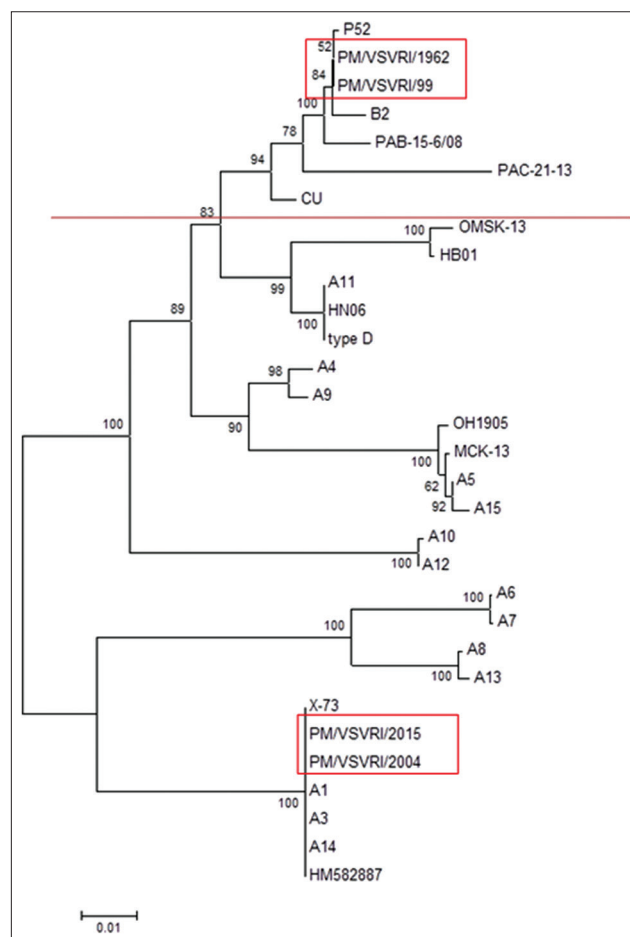 P52
52
PM/VSVRI/1962
84
PM/VSVRI/99
100
B2
78
PAB-15-6/08
94
PAC-21-13
CU
83
100
OMSK-13
HB01
99
A11
HN06
100
type D
89
98
A4
A9
90
OH1905
100
MCK-13
62
A5
92
A15
100
A10
100
A12
100
A6
A7
100
A8
100
A13
X-73
PM/VSVRI/2015
PM/VSVRI/2004
100
A1
A3
A14
HM582887
0.01